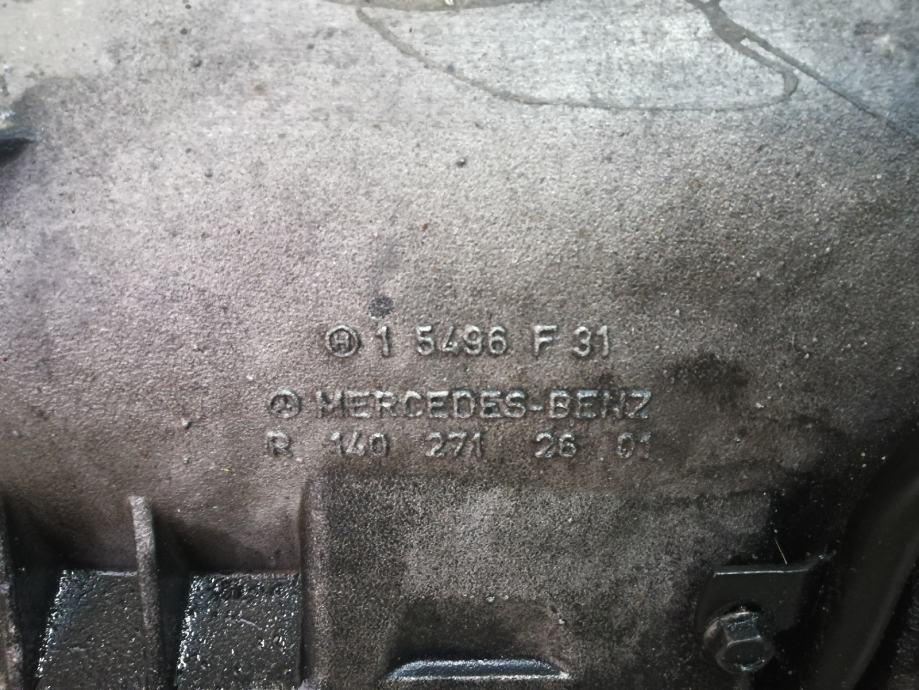 H 1 5496 F 31
MERCEDES-BENZ
R 140 271 26 01